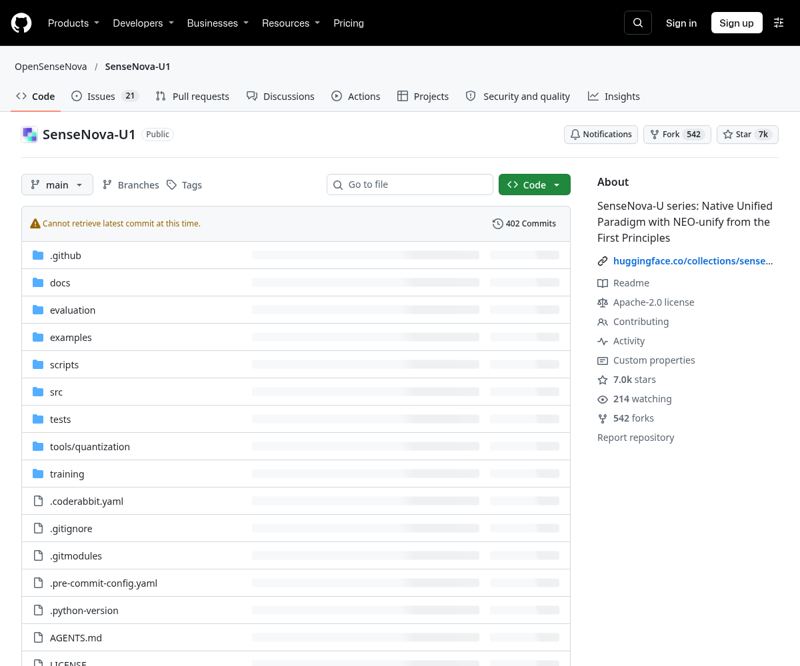 Products
Developers
Businesses
Resources
Pricing
Sign in
Sign up
OpenSenseNova / SenseNova-U1
Code
Issues 21
Pull requests
Discussions
Actions
Projects
Security and quality
Insights
SenseNova-U1 Public
Notifications
Fork 542
Star 7k
main
Branches
Tags
Go to file
Code
Cannot retrieve latest commit at this time.
402 Commits
.github
docs
evaluation
examples
scripts
src
tests
tools/quantization
training
.coderabbit.yaml
.gitignore
.gitmodules
.pre-commit-config.yaml
.python-version
AGENTS.md
LICENSE
About
SenseNova-U series: Native Unified
Paradigm with NEO-unify from the
First Principles
huggingface.co/collections/sense...
Readme
Apache-2.0 license
Contributing
Activity
Custom properties
7.0k stars
214 watching
542 forks
Report repository